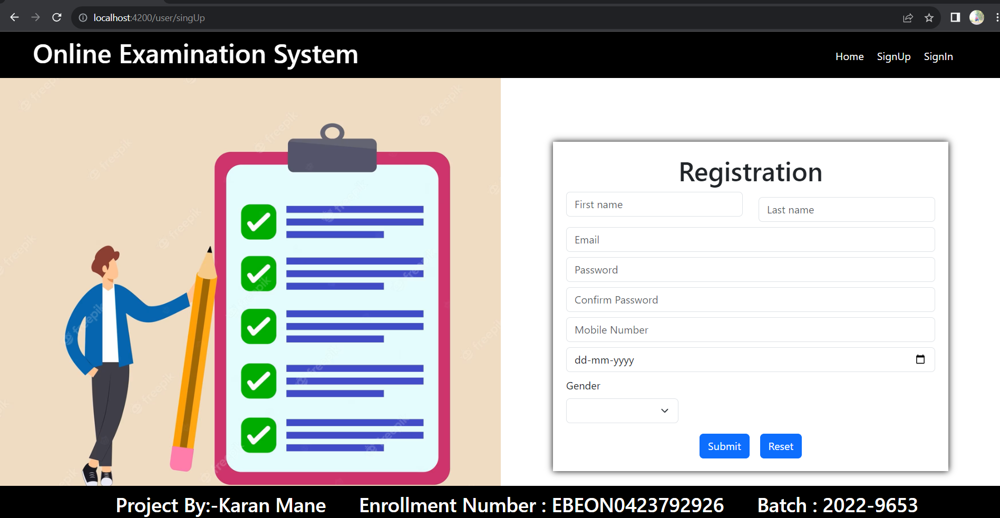 localhost:4200/user/singUp
Online Examination System
Home SignUp SignIn
Registration
First name
Last name
Email
Password
Confirm Password
Mobile Number
dd-mm-yyyy
Gender
Submit Reset
freepik
Project By:-Karan Mane Enrollment Number : EBEON0423792926 Batch : 2022-9653